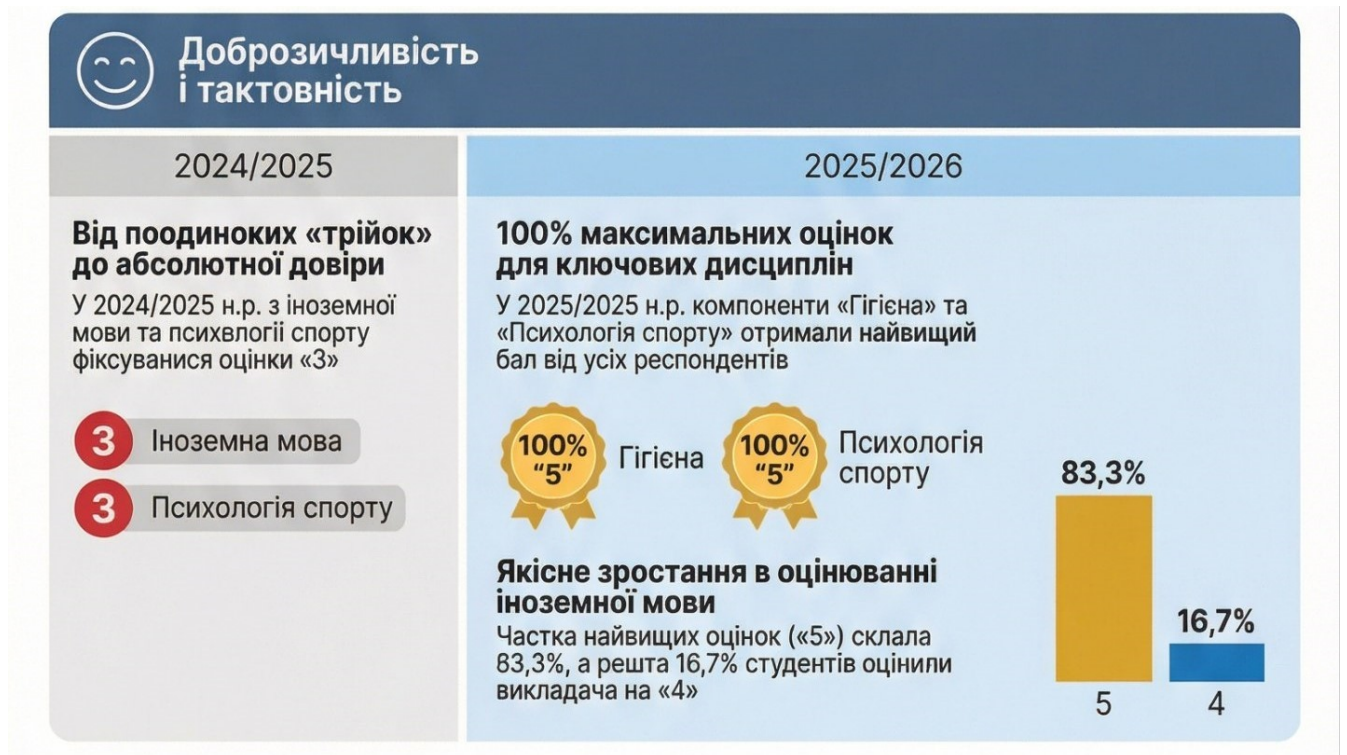 Доброзичливість
і тактовність
2024/2025
Від поодиноких «трійок»
до абсолютної довіри
У 2024/2025 н.р. з іноземної
мови та психвлогіі спорту
фіксуванися оцінки «3»
3 Іноземна мова
3 Психологія спорту
2025/2026
100% максимальних оцінок
для ключових дисциплін
У 2025/2025 н.р. компоненти «Гігієна» та
«Психологія спорту» отримали найвищий
бал від усіх респондентів
100%
“5”
Гігієна
100%
“5”
Психологія
спорту
Якісне зростання в оцінюванні
іноземної мови
Частка найвищих оцінок («5») склала
83,3%, а решта 16,7% студентів оцінили
викладача на «4»
83,3%
16,7%
5 4